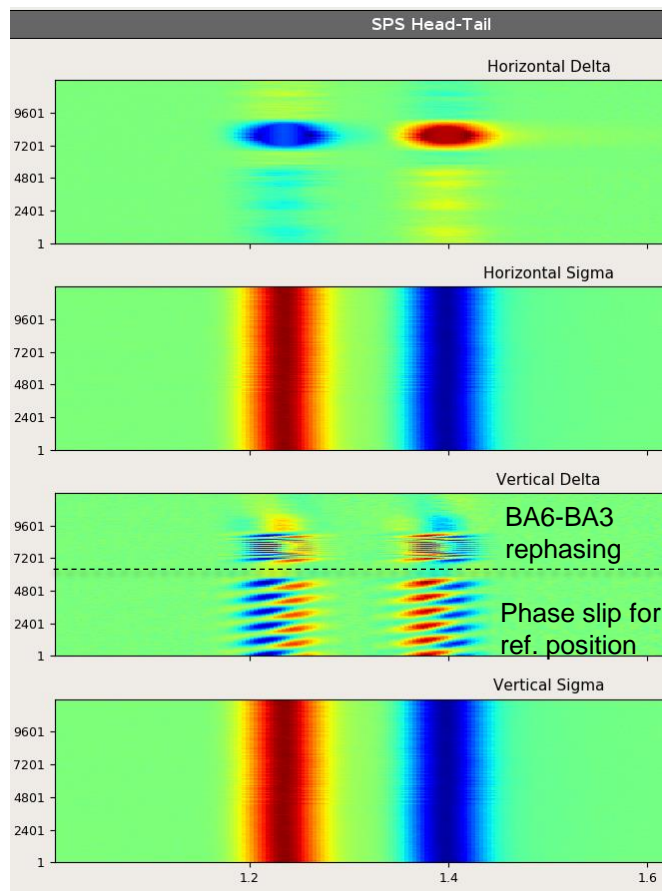 SPS Head-Tail
Horizontal Delta
9601
7201
4801
2401
1
Horizontal Sigma
9601
7201
4801
2401
1
Vertical Delta
9601
7201
4801
2401
1
BA6-BA3
rephasing
Phase slip for
ref. position
Vertical Sigma
9601
7201
4801
2401
1
1.2 1.4 1.6